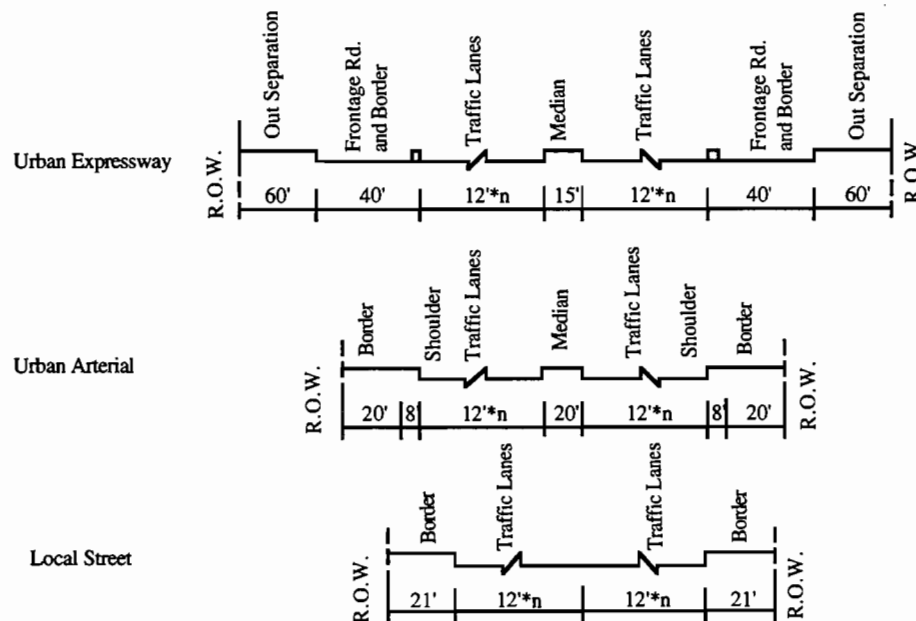 Out Separation
Frontage Rd.
and Border
Traffic Lanes
Median
Traffic Lanes
Frontage Rd.
and Border
Out Separation
Urban Expressway
R.O.W.
R.O.W.
60'
40'
12'*n
15'
12'*n
40'
60'
Border
Shoulder
Traffic Lanes
Median
Traffic Lanes
Shoulder
Border
Urban Arterial
R.O.W.
R.O.W.
20'
8'
12'*n
20'
12'*n
8'
20'
Border
Traffic Lanes
Traffic Lanes
Border
Local Street
R.O.W.
R.O.W.
21'
12'*n
12'*n
21'